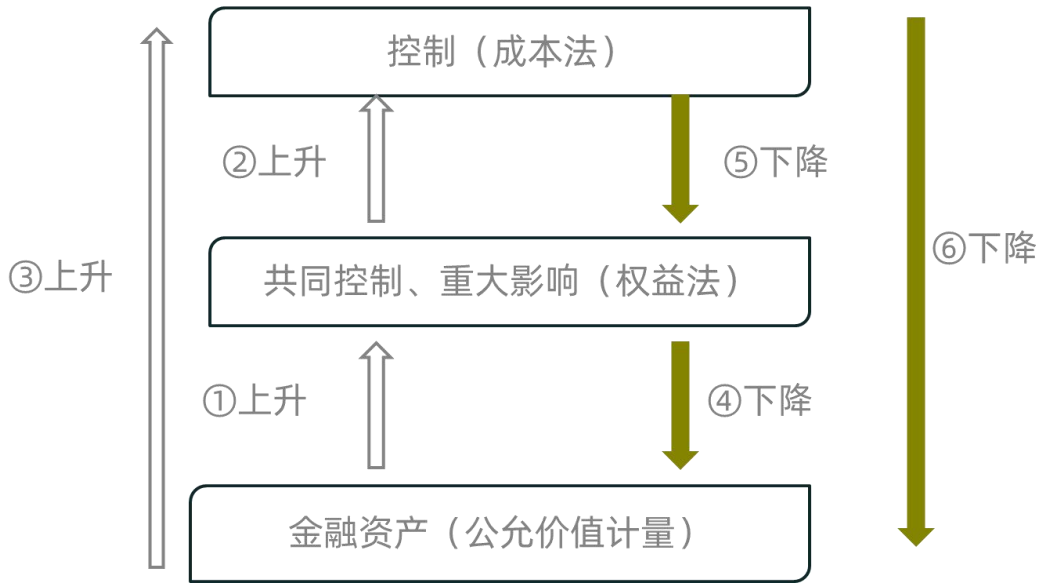 控制（成本法）
②上升
⑤下降
③上升
共同控制、重大影响（权益法）
⑥下降
①上升
④下降
金融资产（公允价值计量）